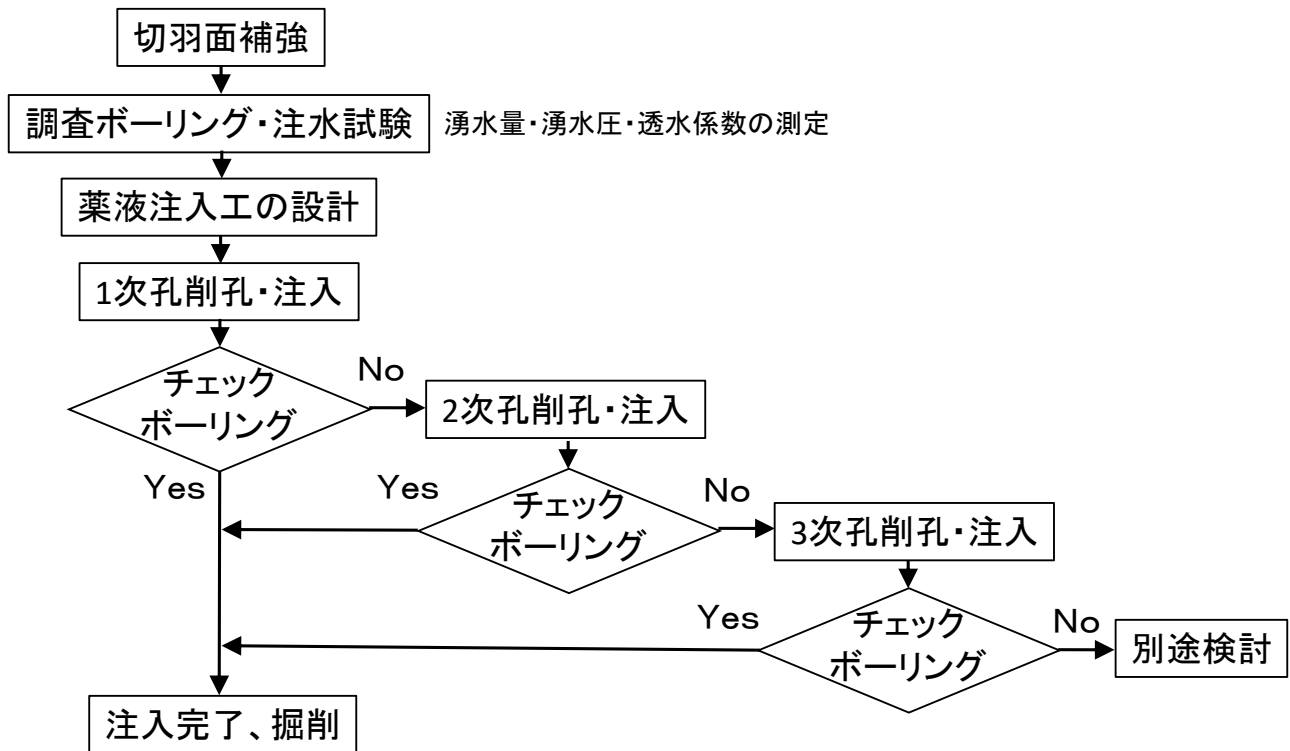 切羽面補強
調査ボーリング・注水試験
湧水量・湧水圧・透水係数の測定
薬液注入工の設計
1次孔削孔・注入
チェック
ボーリング
No
2次孔削孔・注入
Yes
Yes
チェック
ボーリング
No
3次孔削孔・注入
Yes
チェック
ボーリング
No
別途検討
注入完了、掘削